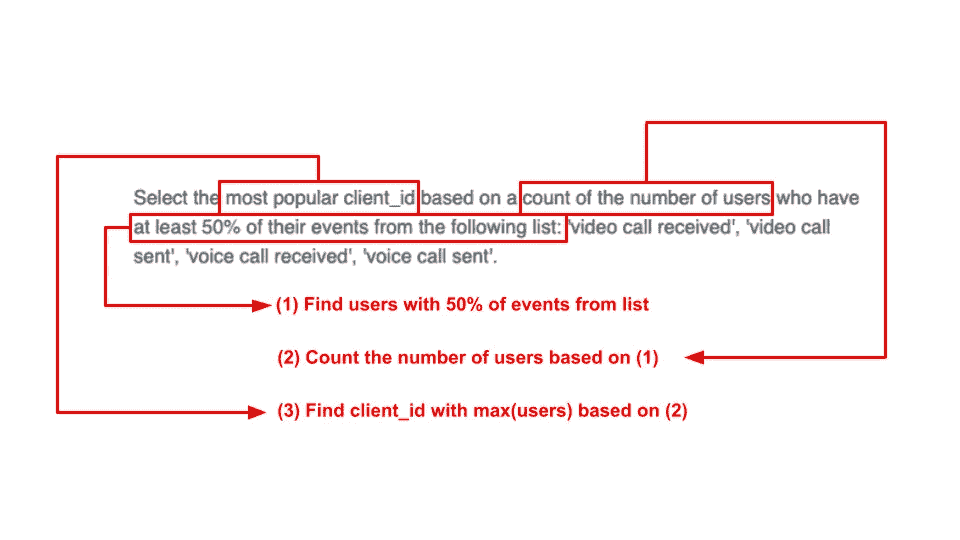 Select the most popular client_id based on a count of the number of users who have
at least 50% of their events from the following list: 'video call received', 'video call
sent', 'voice call received', 'voice call sent'.
(1) Find users with 50% of events from list
(2) Count the number of users based on (1)
(3) Find client_id with max(users) based on (2)